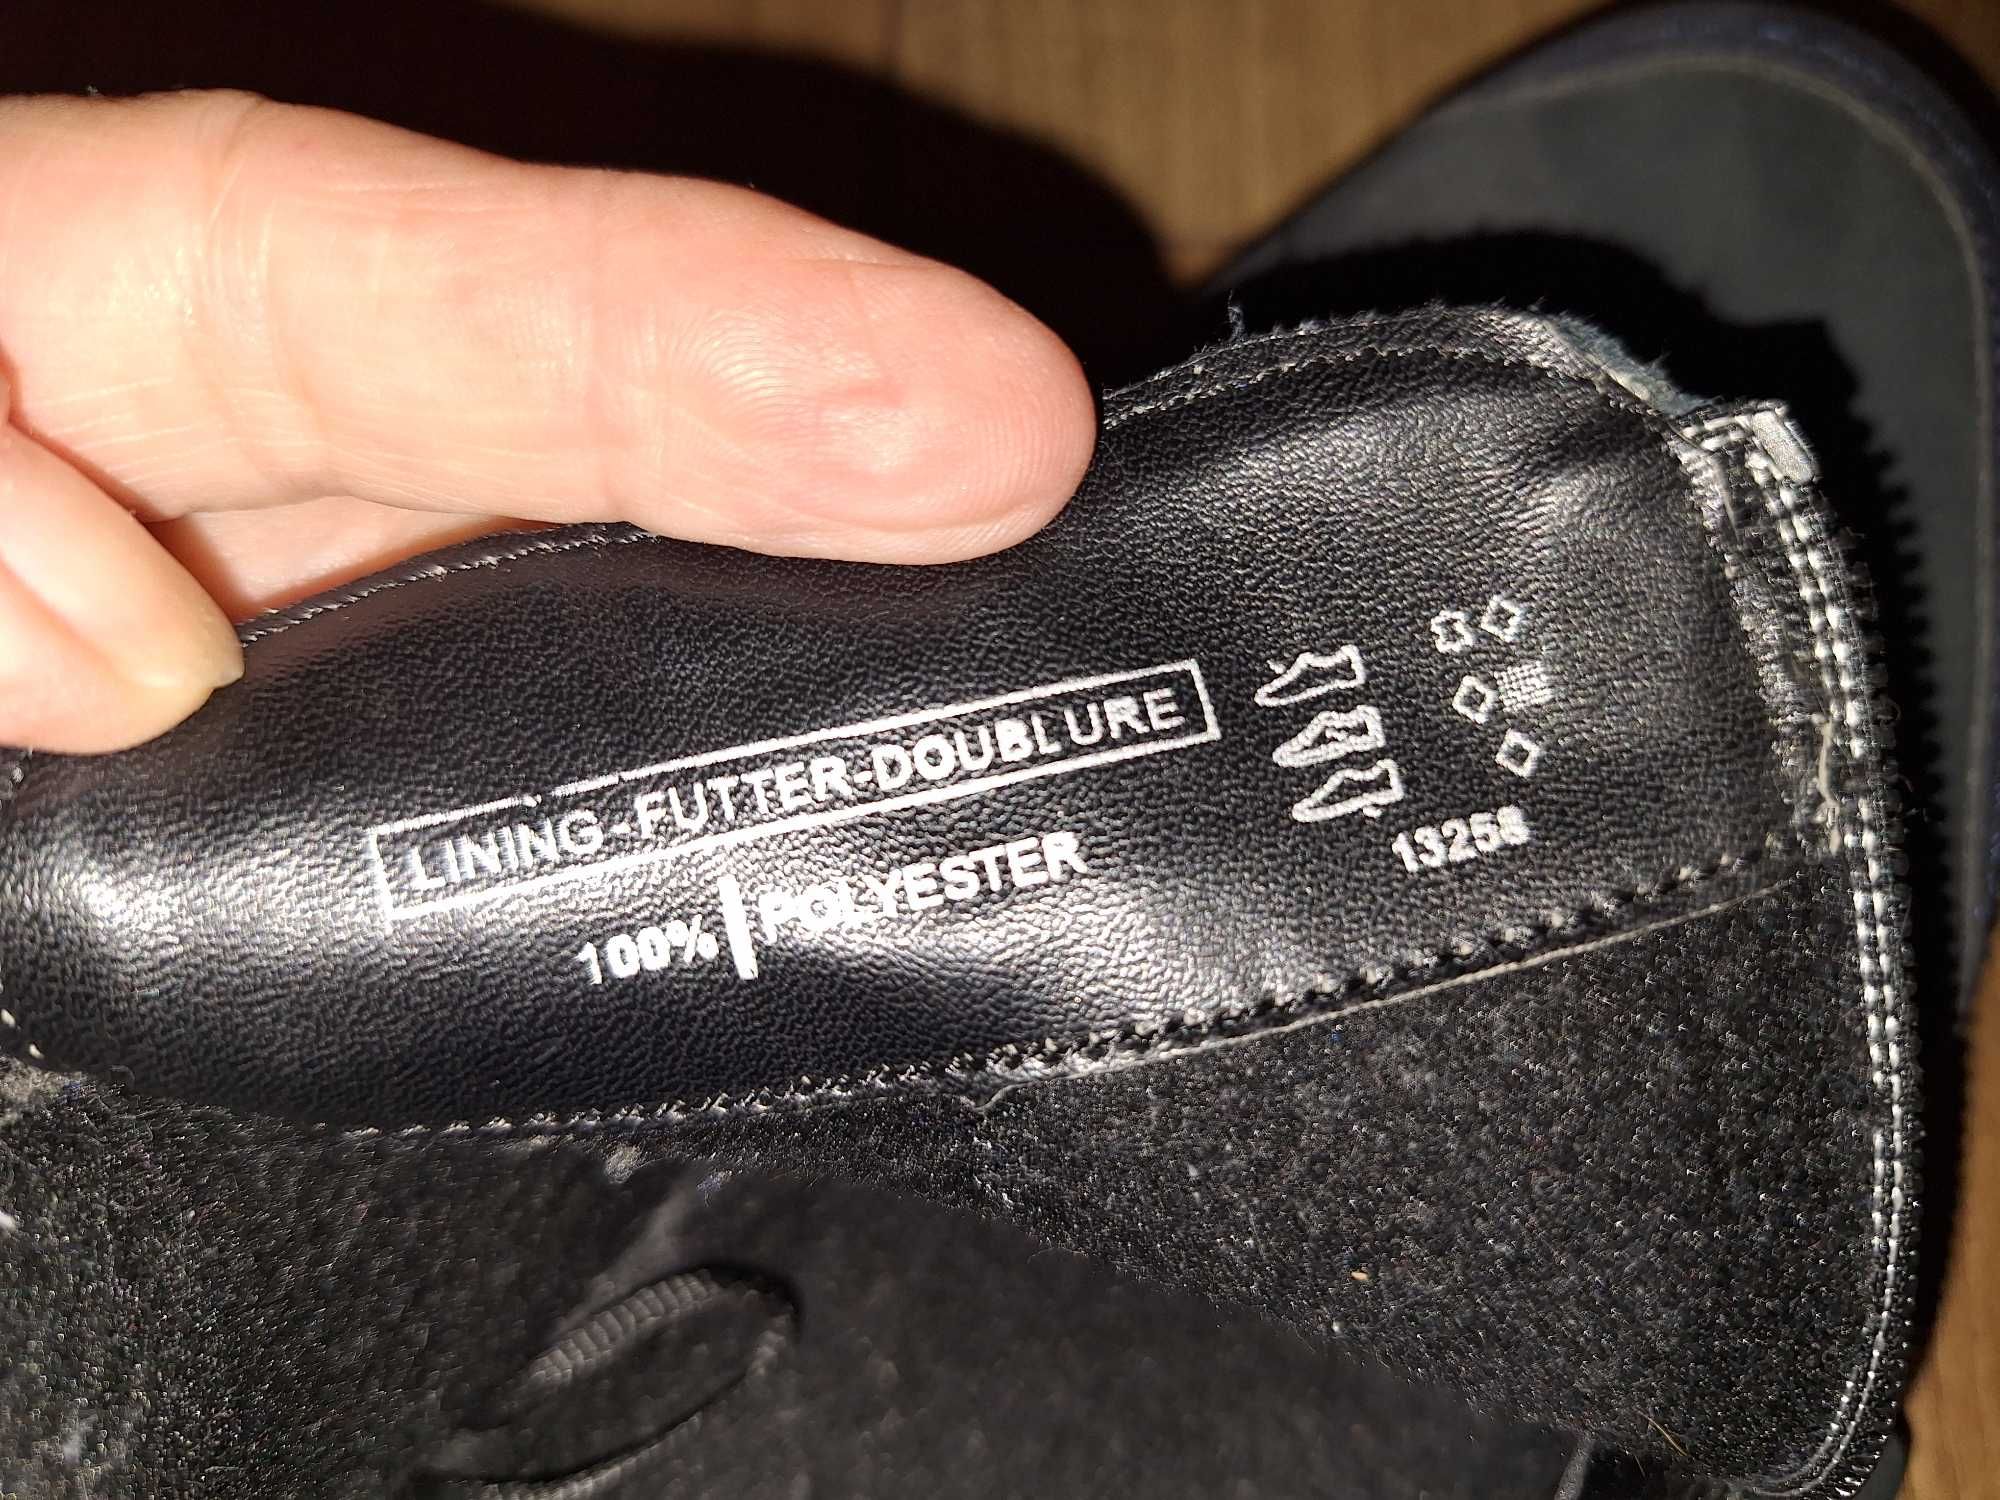 LINING-FUTTER-DOUBLURE
100% POLYESTER
13258